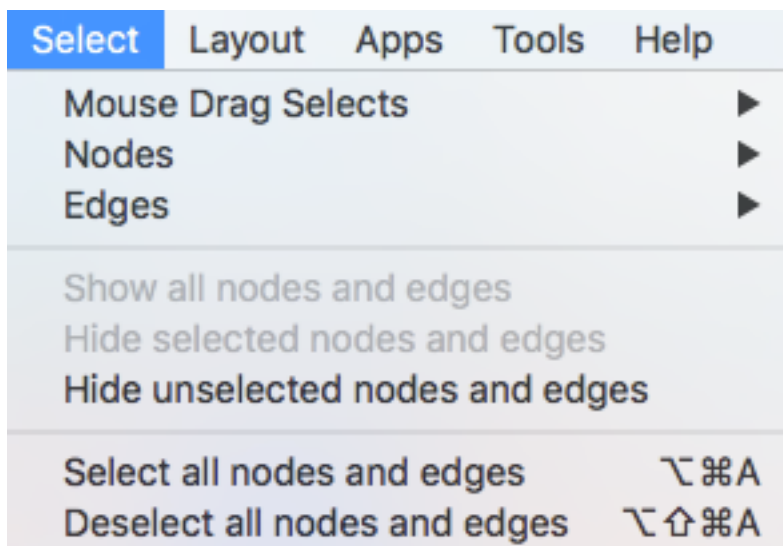 Select Layout Apps Tools Help
Mouse Drag Selects ▶
Nodes ▶
Edges ▶
Show all nodes and edges
Hide selected nodes and edges
Hide unselected nodes and edges
Select all nodes and edges ⌥⌘A
Deselect all nodes and edges ⌥⇧⌘A